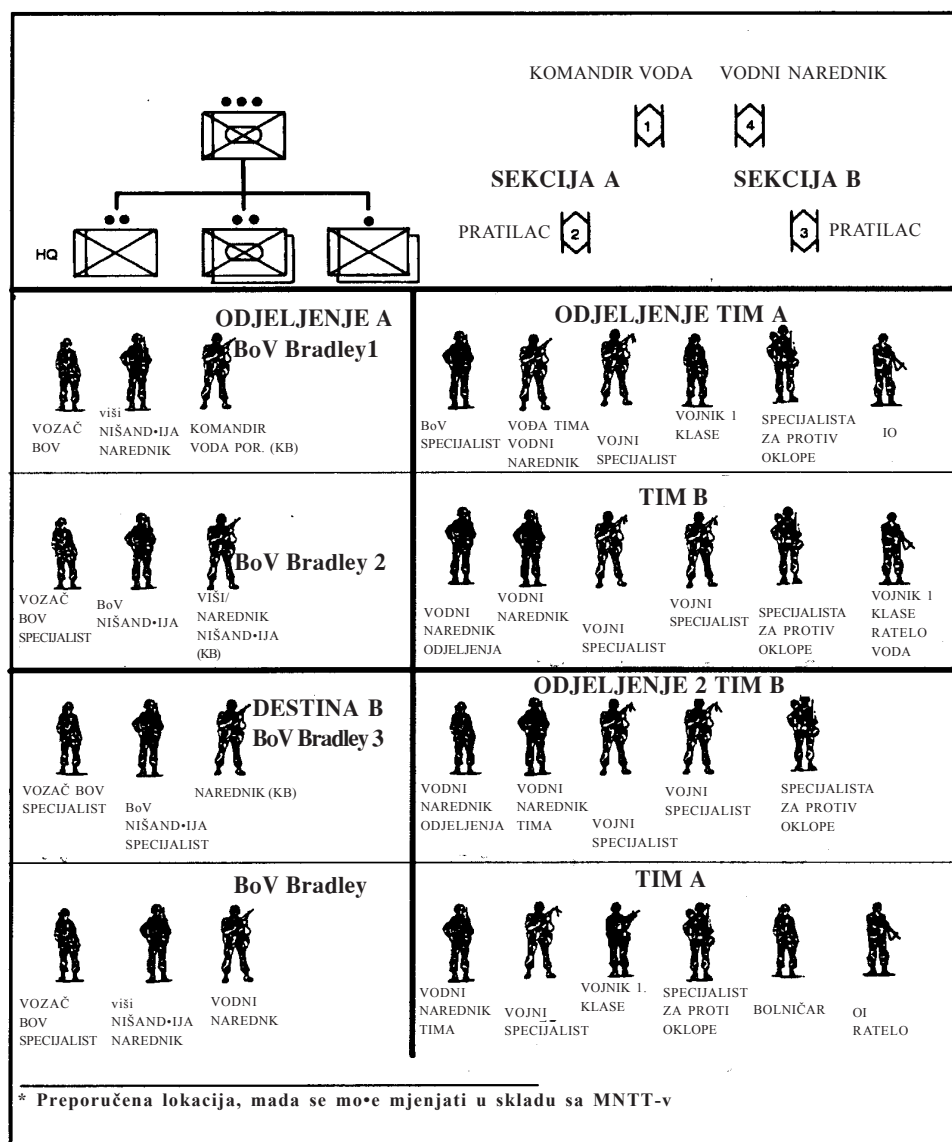 KOMANDIR VODA VODNI NAREDNIK
1 4
SEKCIJA A SEKCIJA B
PRATILAC 2 3 PRATILAC
HQ
ODJELJENJE A
BoV Bradley1
VOZAČ
BOV
viši
NIŠAND•IJA
NAREDNIK
KOMANDIR
VODA POR. (KB)
ODJELJENJE TIM A
BoV
SPECIJALIST
VOĐA TIMA
VODNI
NAREDNIK
VOJNI
SPECIJALIST
VOJNIK 1
KLASE
SPECIJALISTA
ZA PROTIV
OKLOPE
IO
BoV Bradley 2
VOZAČ
BOV
SPECIJALIST
BoV
NIŠAND•IJA
VIŠI/
NAREDNIK
NIŠAND•IJA
(KB)
TIM B
VODNI
NAREDNIK
ODJELJENJA
VODNI
NAREDNIK
VOJNI
SPECIJALIST
VOJNI
SPECIJALIST
SPECIJALISTA
ZA PROTIV
OKLOPE
VOJNIK 1
KLASE
RATELO
VODA
DESTINA B
BoV Bradley 3
VOZAČ BOV
SPECIJALIST
BoV
NIŠAND•IJA
SPECIJALIST
NAREDNIK (KB)
ODJELJENJE 2 TIM B
VODNI
NAREDNIK
ODJELJENJA
VODNI
NAREDNIK
TIMA
VOJNI
SPECIJALIST
VOJNI
SPECIJALIST
SPECIJALISTA
ZA PROTIV
OKLOPE
BoV Bradley
VOZAČ
BOV
SPECIJALIST
viši
NIŠAND•IJA
NAREDNIK
VODNI
NAREDNK
TIM A
VODNI
NAREDNIK
TIMA
VOJNI
SPECIJALIST
VOJNIK 1.
KLASE
SPECIJALIST
ZA PROTI
OKLOPE
BOLNIČAR
OI
RATELO
* Preporučena lokacija, mada se mo•e mjenjati u skladu sa MNTT-v